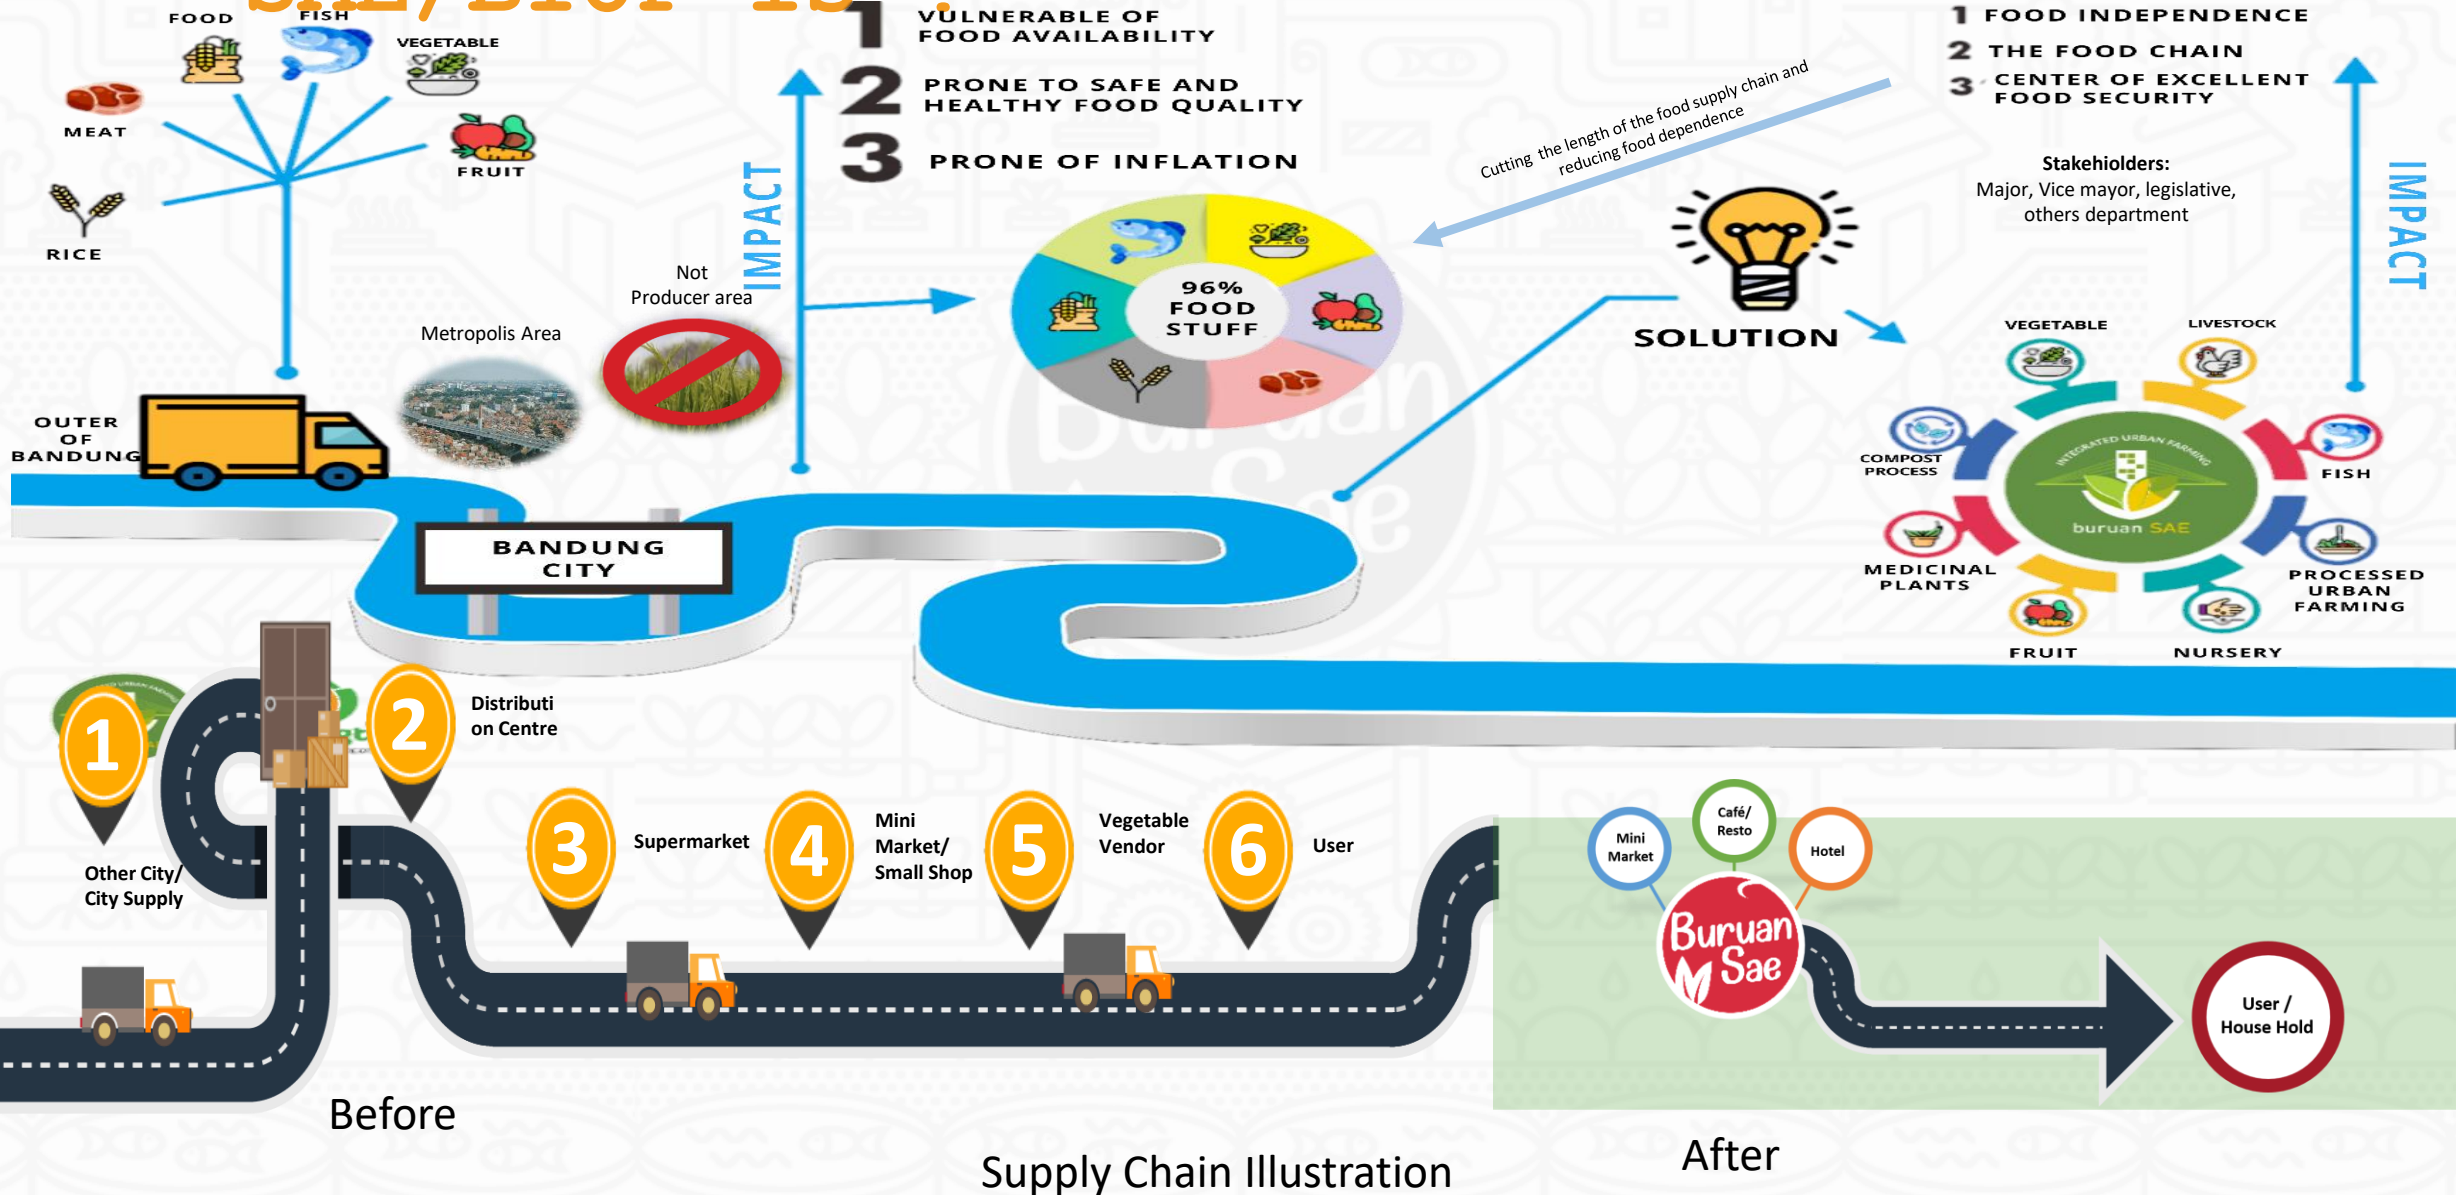 FOOD
FISH
VEGETABLE
MEAT
FRUIT
RICE
OUTER
OF
BANDUNG
Metropolis Area
Not
Producer area
IMPACT
1 VULNERABLE OF
FOOD AVAILABILITY
2 PRONE TO SAFE AND
HEALTHY FOOD QUALITY
3 PRONE OF INFLATION
96%
FOOD
STUFF
Cutting the length of the food supply chain and
reducing food dependence
SOLUTION
1 FOOD INDEPENDENCE
2 THE FOOD CHAIN
3 CENTER OF EXCELLENT
FOOD SECURITY
Stakeholders:
Major, Vice mayor, legislative,
others department
IMPACT
VEGETABLE
LIVESTOCK
COMPOST
PROCESS
FISH
INTEGRATED URBAN FARMING
buruan SAE
MEDICINAL
PLANTS
PROCESSED
URBAN
FARMING
FRUIT
NURSERY
Buruan
Sae
BANDUNG
CITY
1
Other City/
City Supply
2
Distributi
on Centre
3
Supermarket
4
Mini
Market/
Small Shop
5
Vegetable
Vendor
6
User
Mini
Market
Café/
Resto
Hotel
Buruan
Sae
User /
House Hold
Before
After
Supply Chain Illustration